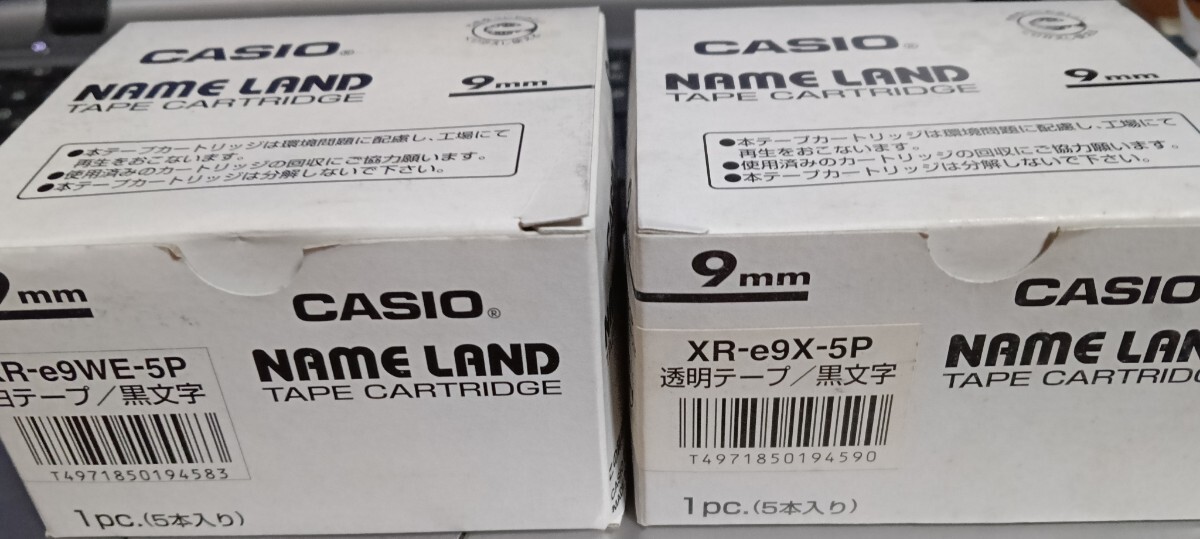 CASIO®
NAME LAND
TAPE CARTRIDGE
9mm
●本テープカートリッジは環境問題に配慮し、工場にて
再生をおこないます。
●使用済みのカートリッジの回収にご協力願います。
●本テープカートリッジは分解しないで下さい。
9mm
CASIO®
NAME LAND
TAPE CARTRIDGE
XR-e9WE-5P
白テープ/黒文字
T4971850194583
1pc.(5本入り)
CASIO®
NAME LAND
TAPE CARTRIDGE
9mm
●本テープカートリッジは環境問題に配慮し、工場にて
再生をおこないます。
●使用済みのカートリッジの回収にご協力願います。
●本テープカートリッジは分解しないで下さい。
9mm
CASIO
NAME LAN
TAPE CARTRIDG
XR-e9X-5P
透明テープ/黒文字
T4971850194590
1pc.(5本入り)